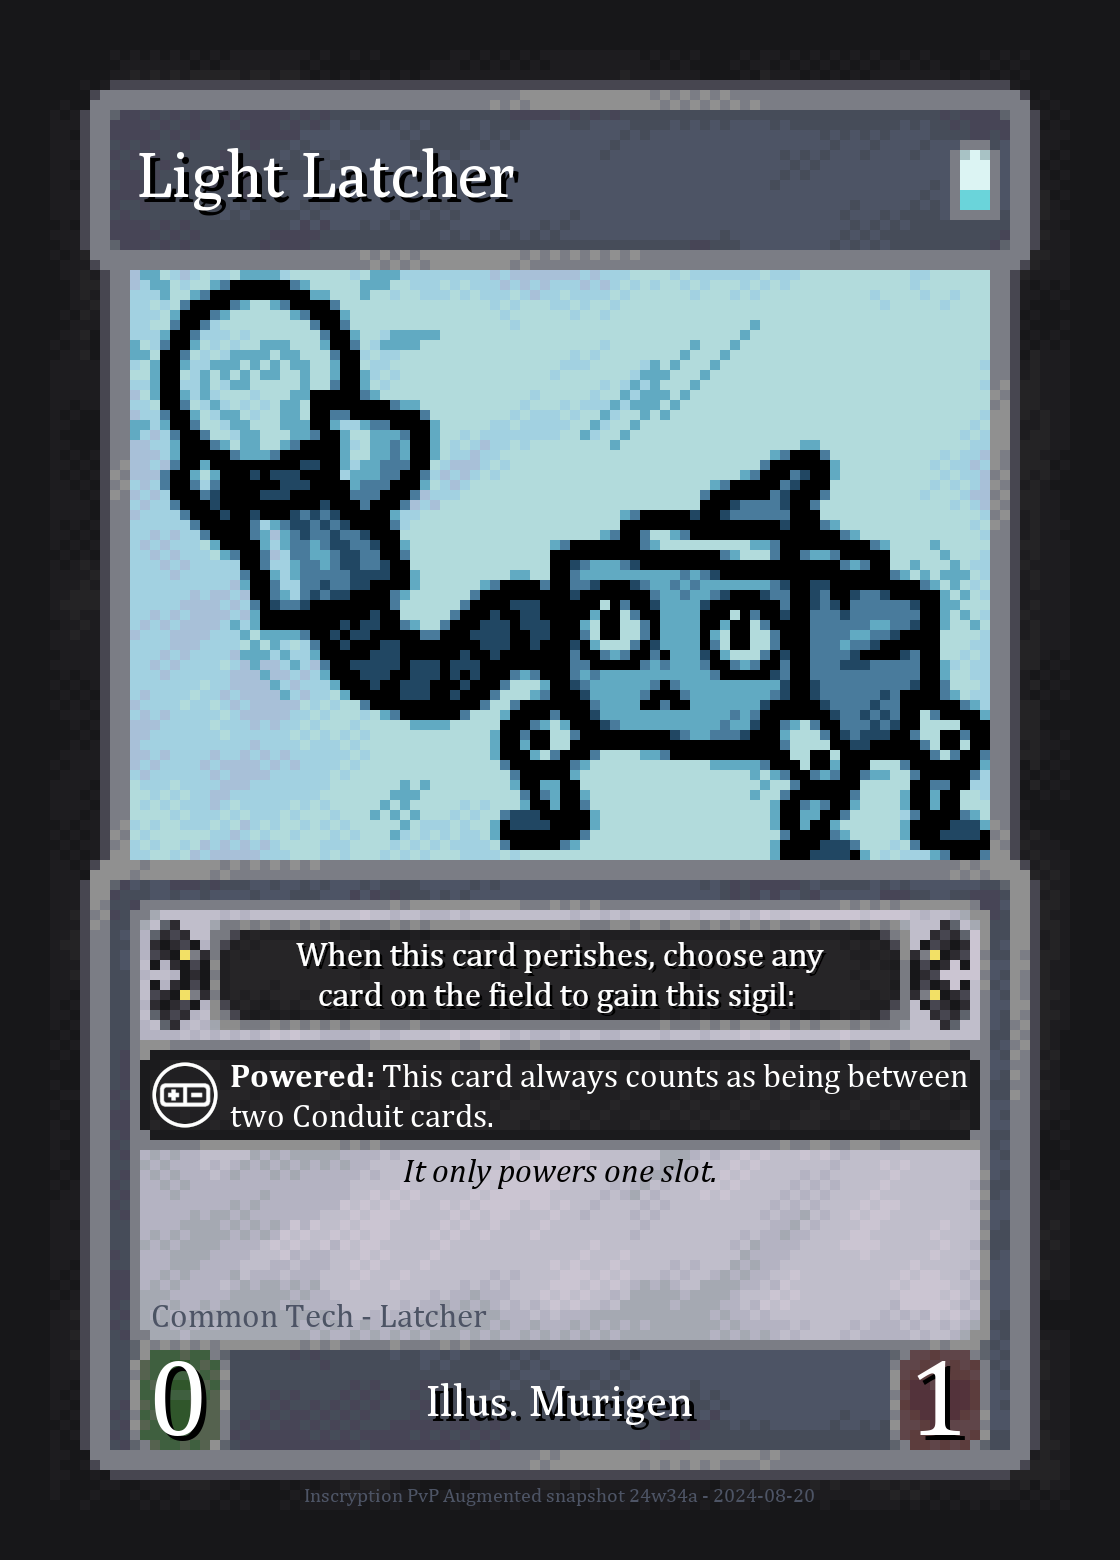 Light Latcher
When this card perishes, choose any
card on the field to gain this sigil:
Powered: This card always counts as being between
two Conduit cards.
It only powers one slot.
Common Tech - Latcher
0
Illus. Murigen
1
Inscryption PvP Augmented snapshot 24w34a - 2024-08-20